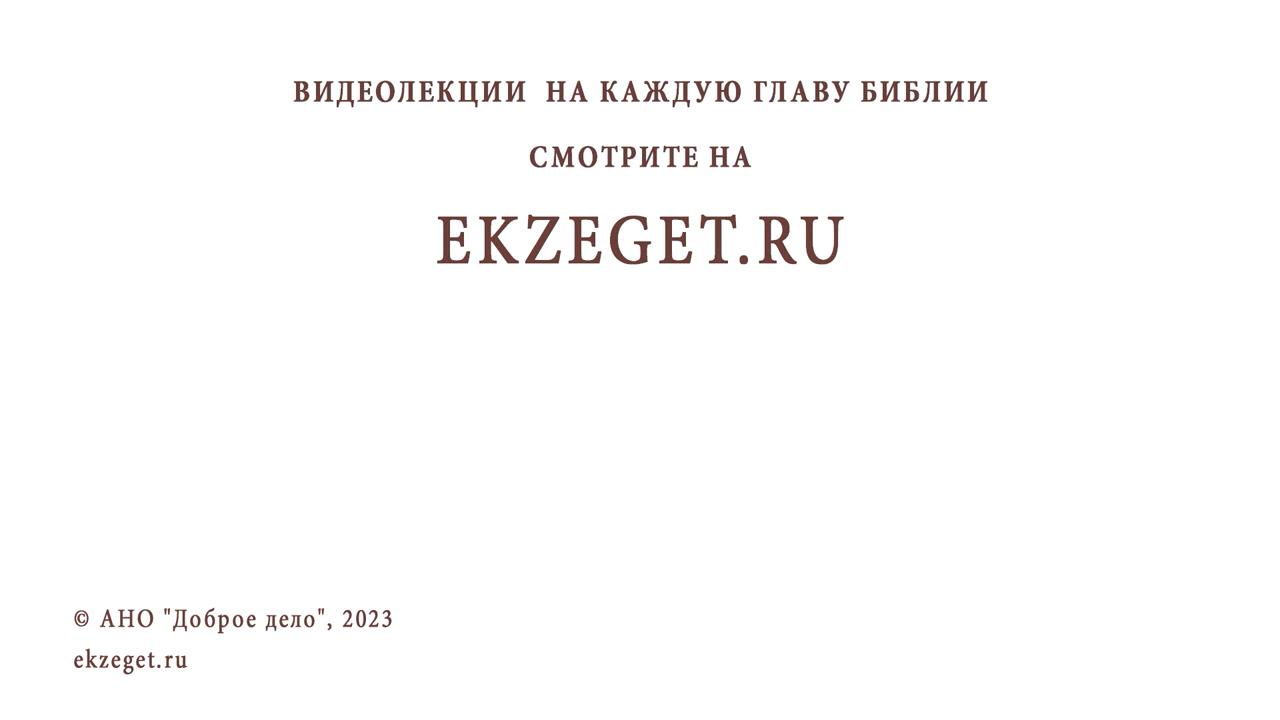 ВИДЕОЛЕКЦИИ НА КАЖДУЮ ГЛАВУ БИБЛИИ
СМОТРИТЕ НА
EKZEGET.RU
© АНО "Доброе дело", 2023
ekzeget.ru